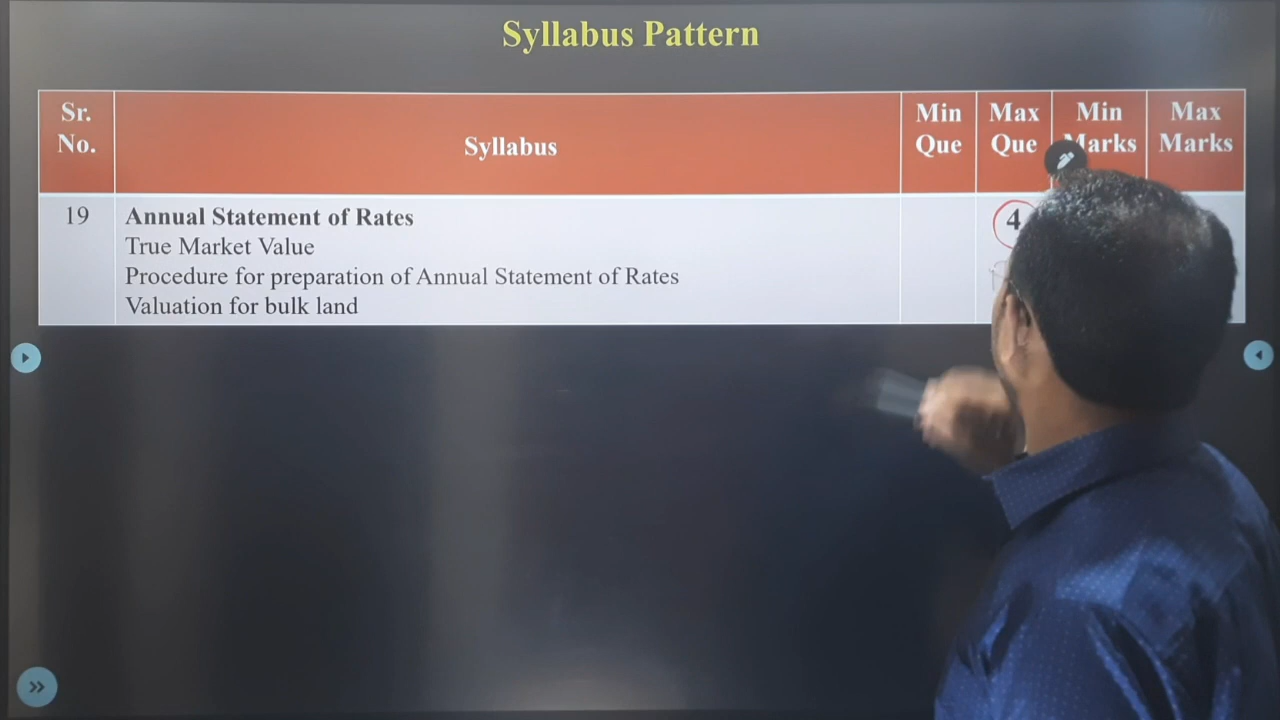 Syllabus Pattern
Sr. No.
Syllabus
Min Que
Max Que
Min Marks
Max Marks
19
Annual Statement of Rates
True Market Value
Procedure for preparation of Annual Statement of Rates
Valuation for bulk land
4